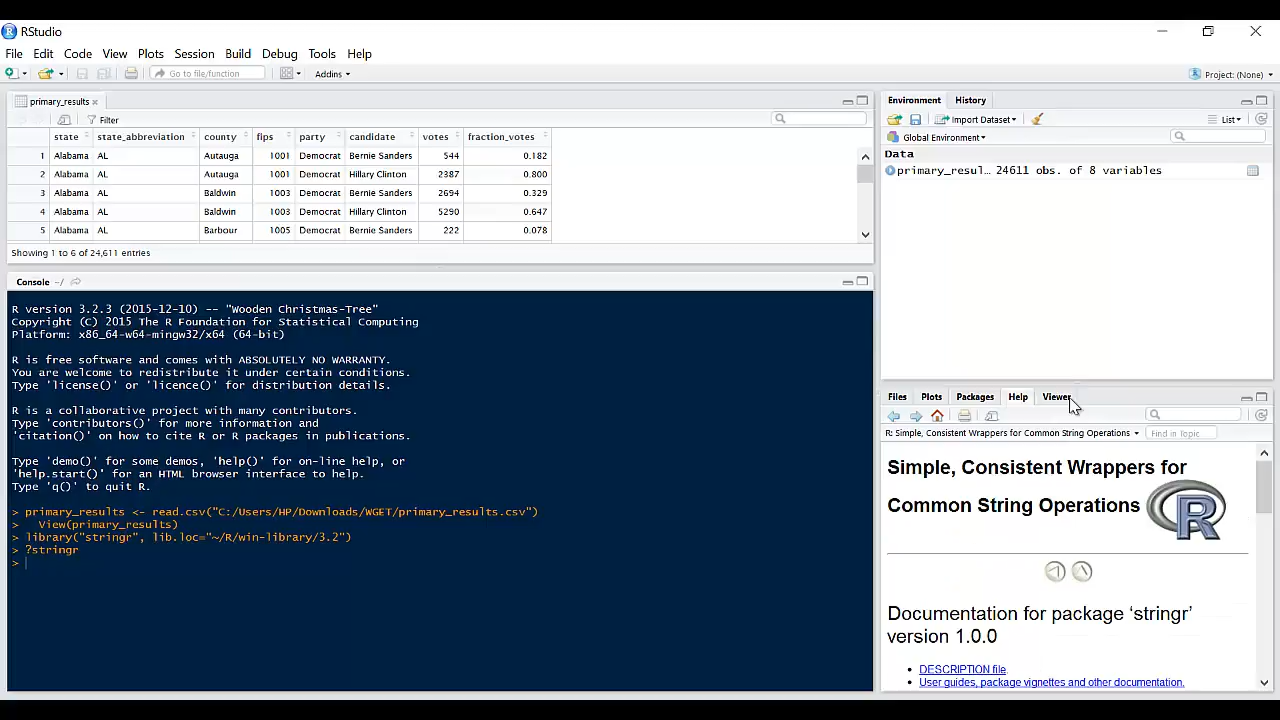 RStudio
File Edit Code View Plots Session Build Debug Tools Help
Go to file/function Addins Project: (None)
primary_results
Filter
state state_abbreviation county fips party candidate votes fraction_votes
1 Alabama AL Autauga 1001 Democrat Bernie Sanders 544 0.182
2 Alabama AL Autauga 1001 Democrat Hillary Clinton 2387 0.800
3 Alabama AL Baldwin 1003 Democrat Bernie Sanders 2694 0.329
4 Alabama AL Baldwin 1003 Democrat Hillary Clinton 5290 0.647
5 Alabama AL Barbour 1005 Democrat Bernie Sanders 222 0.078
Showing 1 to 6 of 24,611 entries
Console ~/
R version 3.2.3 (2015-12-10) -- "Wooden Christmas-Tree"
Copyright (C) 2015 The R Foundation for Statistical Computing
Platform: x86_64-w64-mingw32/x64 (64-bit)
R is free software and comes with ABSOLUTELY NO WARRANTY.
You are welcome to redistribute it under certain conditions.
Type 'license()' or 'licence()' for distribution details.
R is a collaborative project with many contributors.
Type 'contributors()' for more information and
'citation()' on how to cite R or R packages in publications.
Type 'demo()' for some demos, 'help()' for on-line help, or
'help.start()' for an HTML browser interface to help.
Type 'q()' to quit R.
> primary_results <- read.csv("C:/Users/HP/Downloads/WGET/primary_results.csv")
> View(primary_results)
> library("stringr", lib.loc="~/R/win-library/3.2")
> ?stringr
>
Environment History
Import Dataset List
Global Environment
Data
primary_resul… 24611 obs. of 8 variables
Files Plots Packages Help Viewer
R: Simple, Consistent Wrappers for Common String Operations Find in Topic
Simple, Consistent Wrappers for
Common String Operations R
Documentation for package ‘stringr’
version 1.0.0
DESCRIPTION file.
User guides, package vignettes and other documentation.